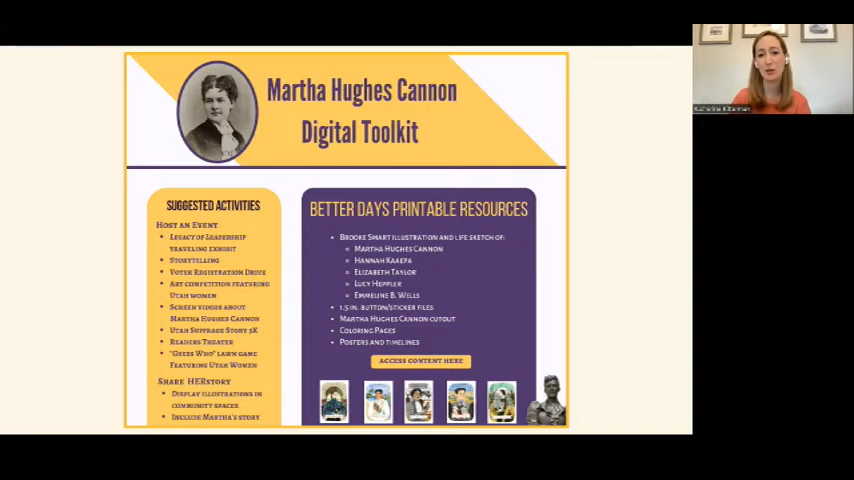 Martha Hughes Cannon
Digital Toolkit
SUGGESTED ACTIVITIES
HOST AN EVENT
LEGACY OF LEADERSHIP
TRAVELING EXHIBIT
STORYTELLING
VOTER REGISTRATION DRIVE
ART COMPETITION FEATURING
UTAH WOMEN
SCREEN VIDEOS ABOUT
MARTHA HUGHES CANNON
UTAH SUFFRAGE STORY 5K
READERS THEATER
"GUESS WHO" LAWN GAME
FEATURING UTAH WOMEN
SHARE HERSTORY
DISPLAY ILLUSTRATIONS IN
COMMUNITY SPACES
INCLUDE MARTHA'S STORY
BETTER DAYS PRINTABLE RESOURCES
BROOKE SMART ILLUSTRATION AND LIFE SKETCH OF:
MARTHA HUGHES CANNON
HANNAH KAAEPA
ELIZABETH TAYLOR
LUCY HEPPLER
EMMELINE B. WELLS
1.5 IN. BUTTON/STICKER FILES
MARTHA HUGHES CANNON CUTOUT
COLORING PAGES
POSTERS AND TIMELINES
ACCESS CONTENT HERE